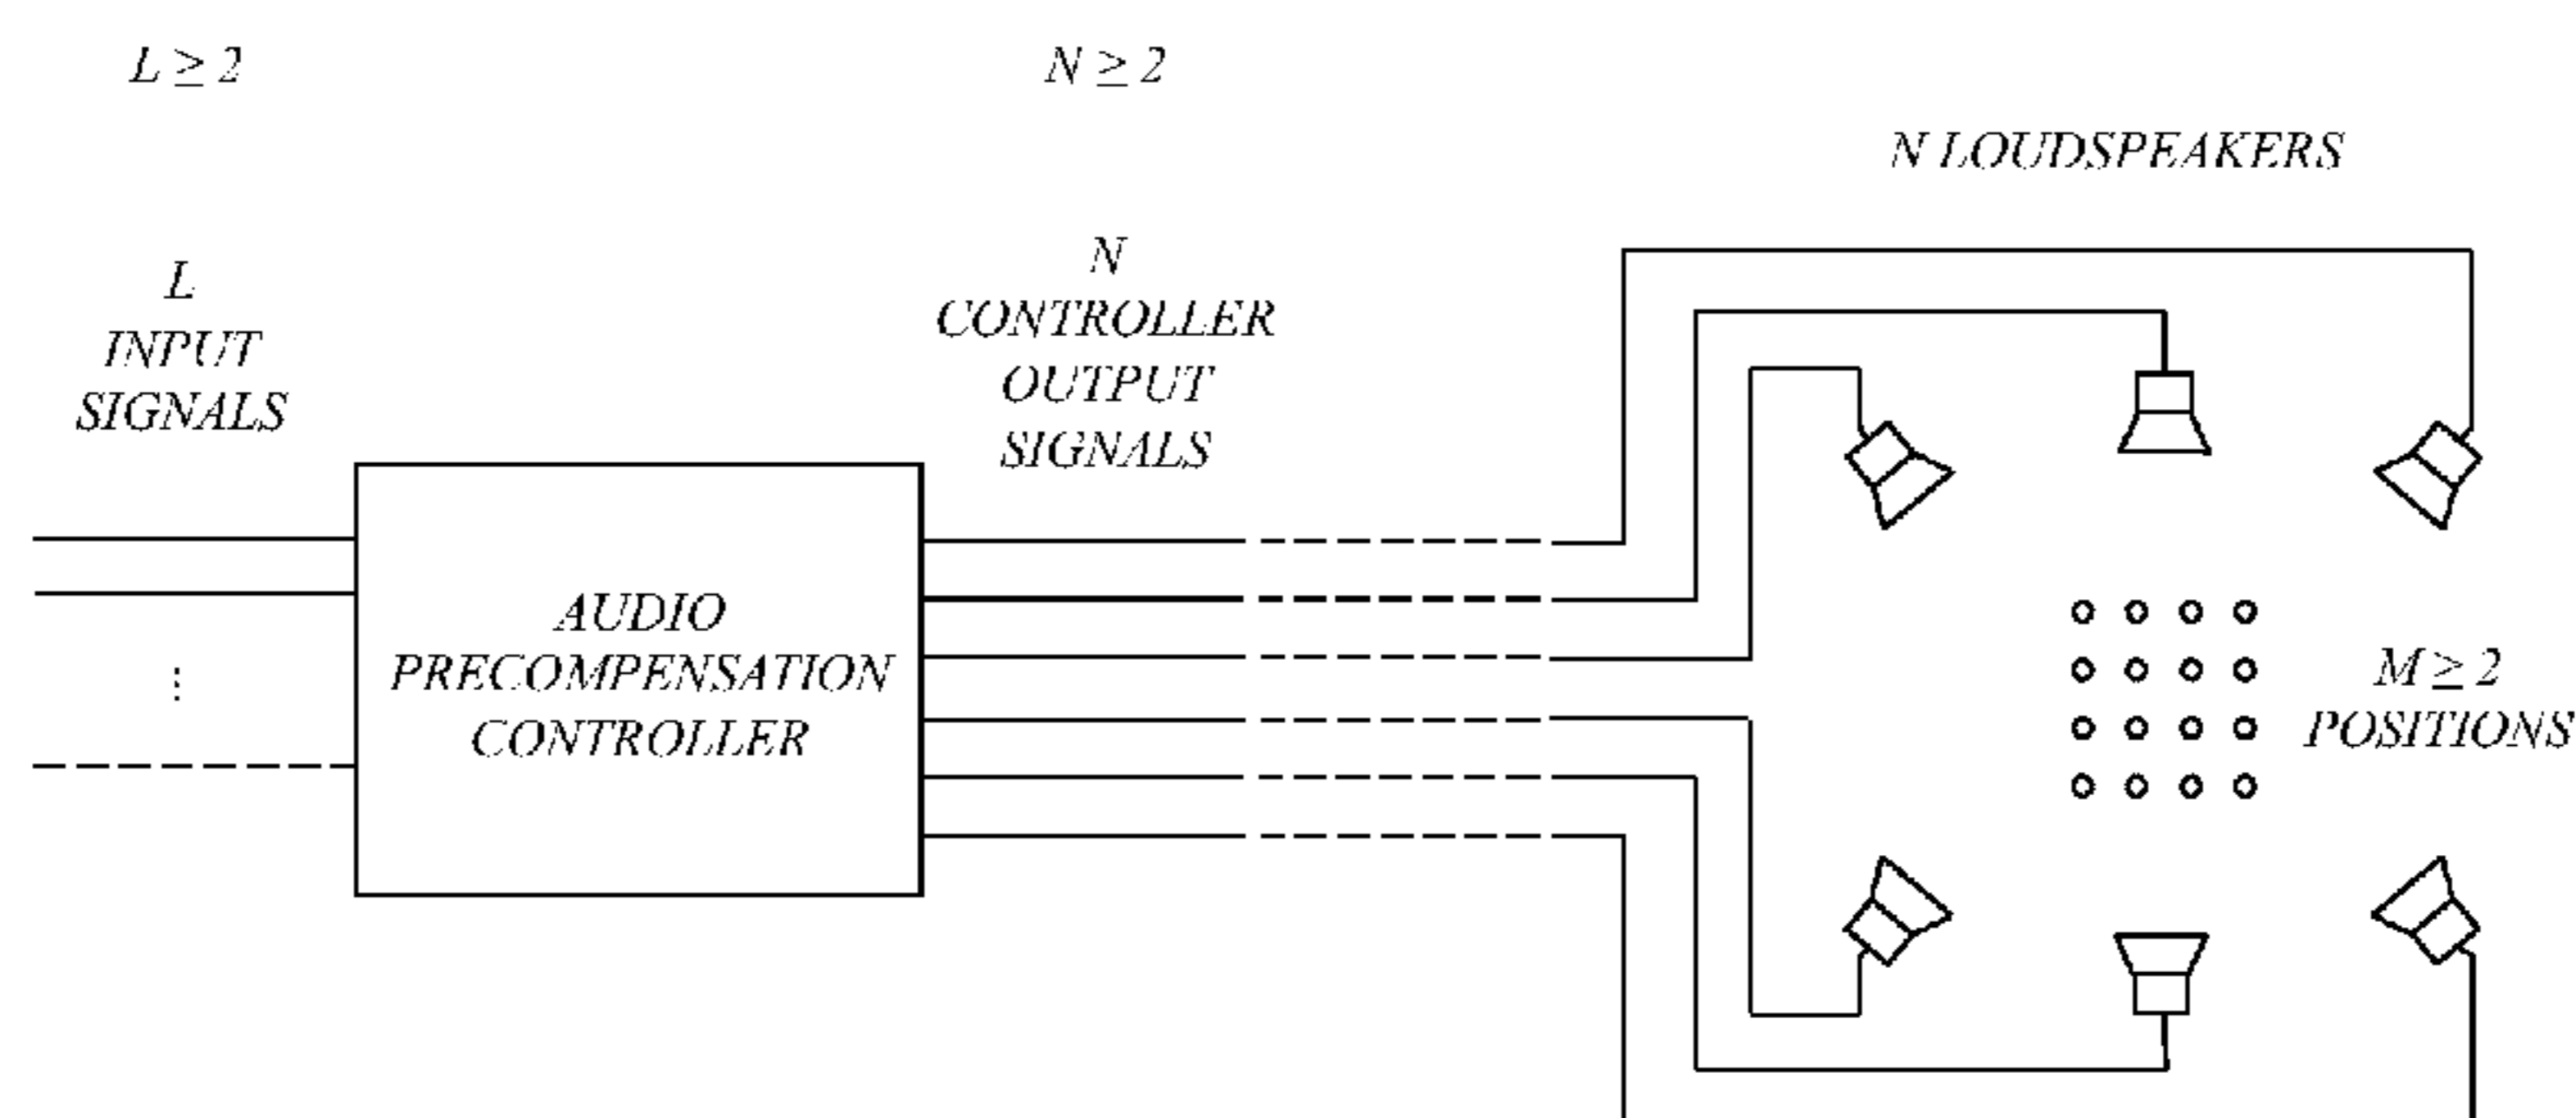 L ≥ 2
N ≥ 2
N LOUDSPEAKERS
L
INPUT
SIGNALS
N
CONTROLLER
OUTPUT
SIGNALS
AUDIO
PRECOMPENSATION
CONTROLLER
⋮
M ≥ 2
POSITIONS